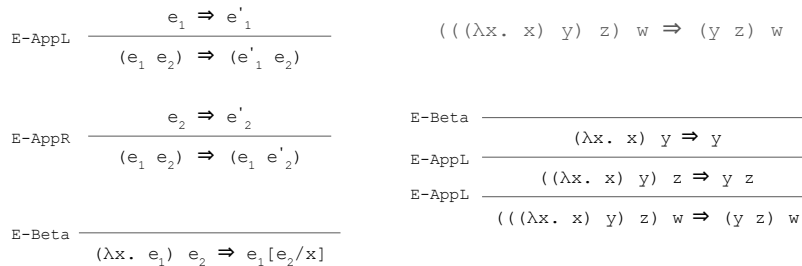 e₁ ⇒ e'₁
E-AppL
(e₁ e₂) ⇒ (e'₁ e₂)
e₂ ⇒ e'₂
E-AppR
(e₁ e₂) ⇒ (e₁ e'₂)
E-Beta
(λx. e₁) e₂ ⇒ e₁[e₂/x]
(((λx. x) y) z) w ⇒ (y z) w
E-Beta
(λx. x) y ⇒ y
E-AppL
((λx. x) y) z ⇒ y z
E-AppL
(((λx. x) y) z) w ⇒ (y z) w